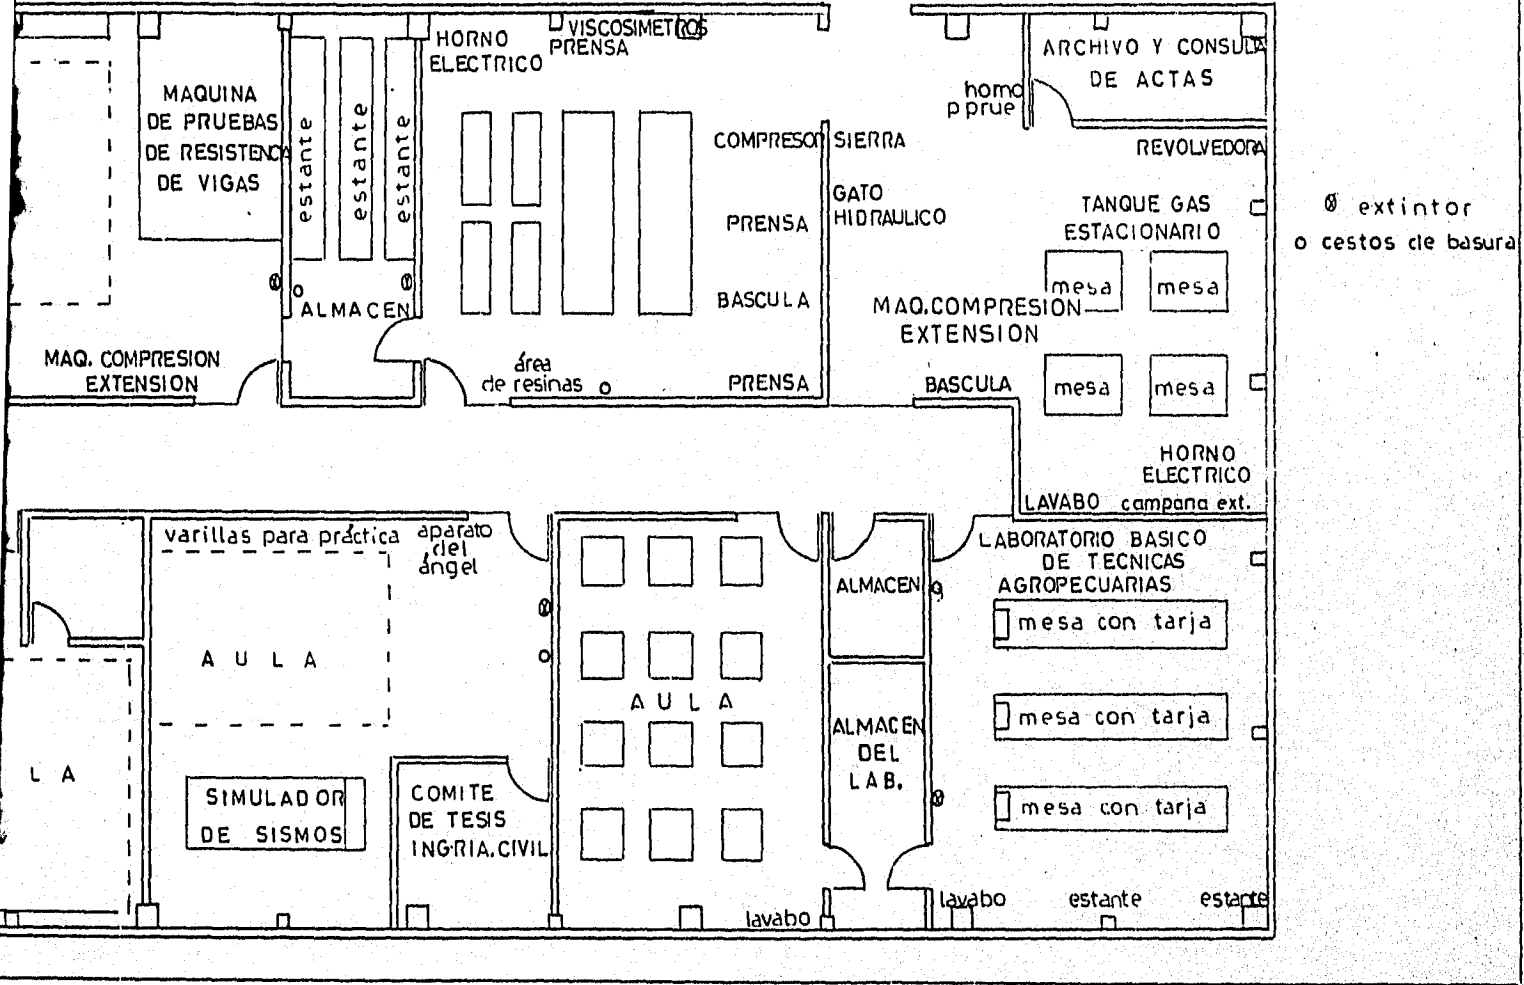 HORNO
ELECTRICO
VISCOSIMETROS
PRENSA
ARCHIVO Y CONSULTA
DE ACTAS
horno
p prue
MAQUINA
DE PRUEBAS
DE RESISTENCIA
DE VIGAS
estante
estante
estante
COMPRESOR
SIERRA
REVOLVEDORA
GATO
HIDRAULICO
PRENSA
TANQUE GAS
ESTACIONARIO
extintor
o cestos de basura
mesa
mesa
BASCULA
MAQ.COMPRESION
EXTENSION
ALMACEN
MAQ. COMPRESION
EXTENSION
área
de resinas
PRENSA
BASCULA
mesa
mesa
HORNO
ELECTRICO
LAVABO
campana ext.
varillas para práctica
aparato
del
ángel
LABORATORIO BASICO
DE TECNICAS
AGROPECUARIAS
ALMACEN
mesa con tarja
A U L A
A U L A
mesa con tarja
ALMACEN
DEL
LAB.
L A
SIMULADOR
DE SISMOS
COMITE
DE TESIS
INGRIA.CIVIL
mesa con tarja
lavabo
lavabo
estante
estante